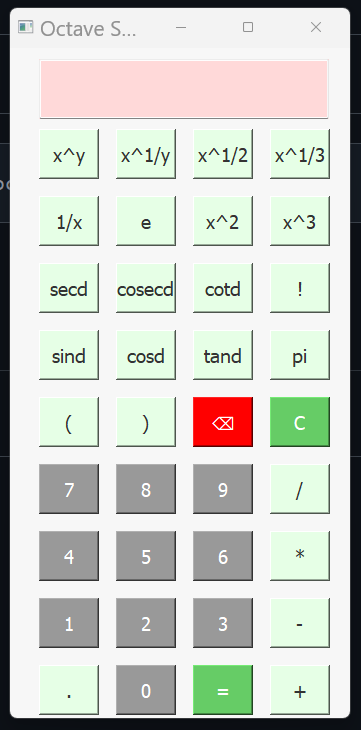 Octave S...
x^y x^1/y x^1/2 x^1/3
1/x e x^2 x^3
secd cosecd cotd !
sind cosd tand pi
( ) ⌫ C
7 8 9 /
4 5 6 *
1 2 3 -
. 0 = +